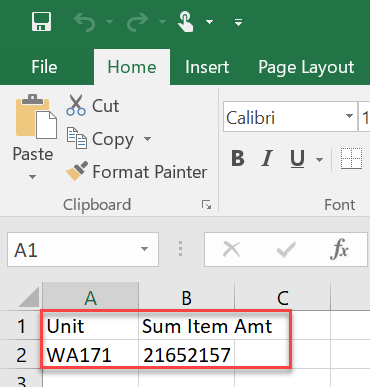 File Home Insert Page Layout
Paste
Cut
Copy
Format Painter
Clipboard
Calibri 1
B I U
Font
A1 fx
A B C
1 Unit Sum Item Amt
2 WA171 21652157
3